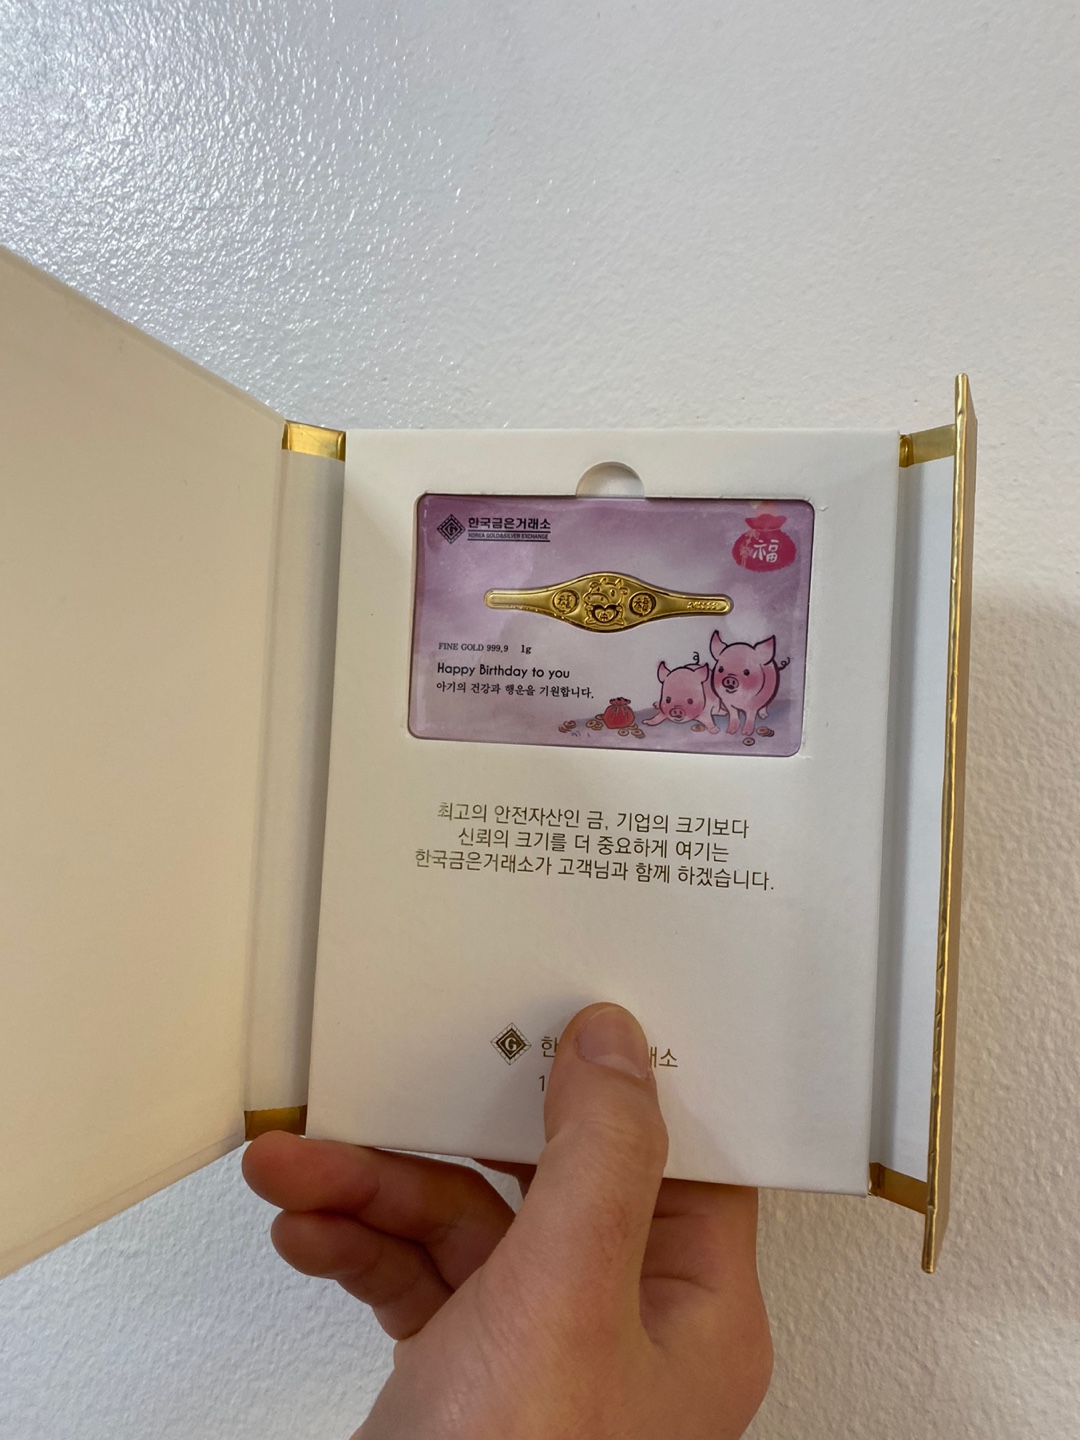 한국금은거래소
KOREA GOLD&SILVER EXCHANGE
福
福
FINE GOLD 999.9 1g
Happy Birthday to you
아기의 건강과 행운을 기원합니다.
최고의 안전자산인 금, 기업의 크기보다
신뢰의 크기를 더 중요하게 여기는
한국금은거래소가 고객님과 함께 하겠습니다.
G